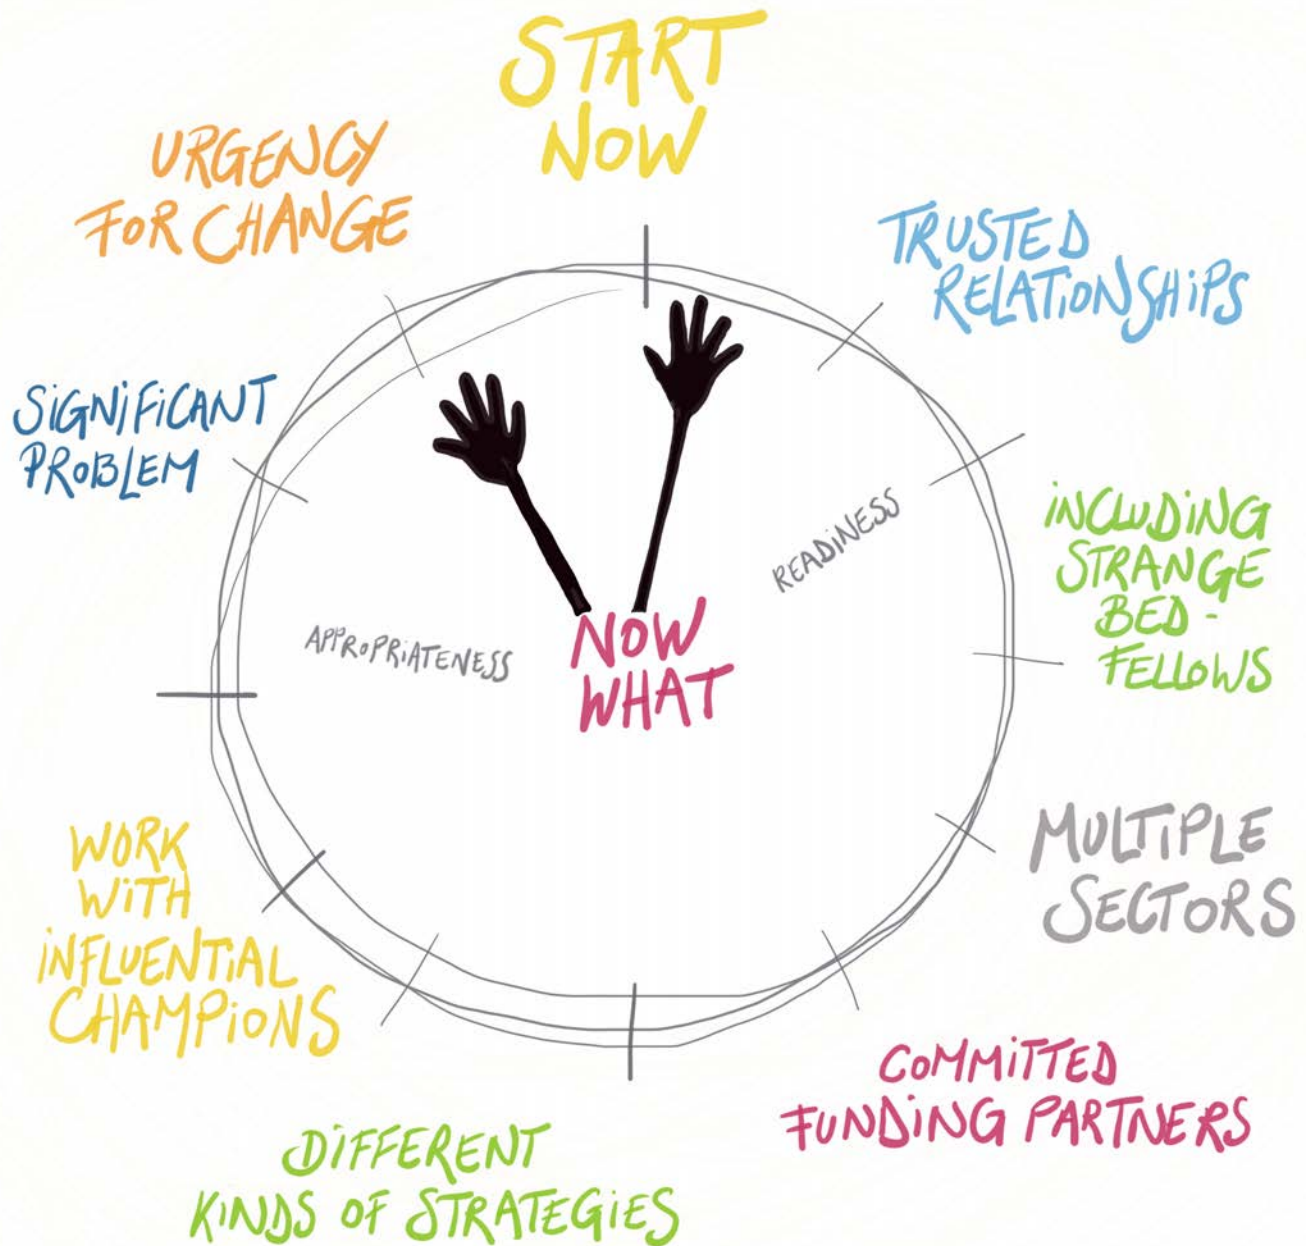 START
NOW
TRUSTED
RELATIONSHIPS
INCLUDING
STRANGE
BED-
FELLOWS
MULTIPLE
SECTORS
COMMITTED
FUNDING PARTNERS
DIFFERENT
KINDS OF STRATEGIES
WORK
WITH
INFLUENTIAL
CHAMPIONS
SIGNIFICANT
PROBLEM
URGENCY
FOR CHANGE
READINESS
APPROPRIATENESS
NOW
WHAT